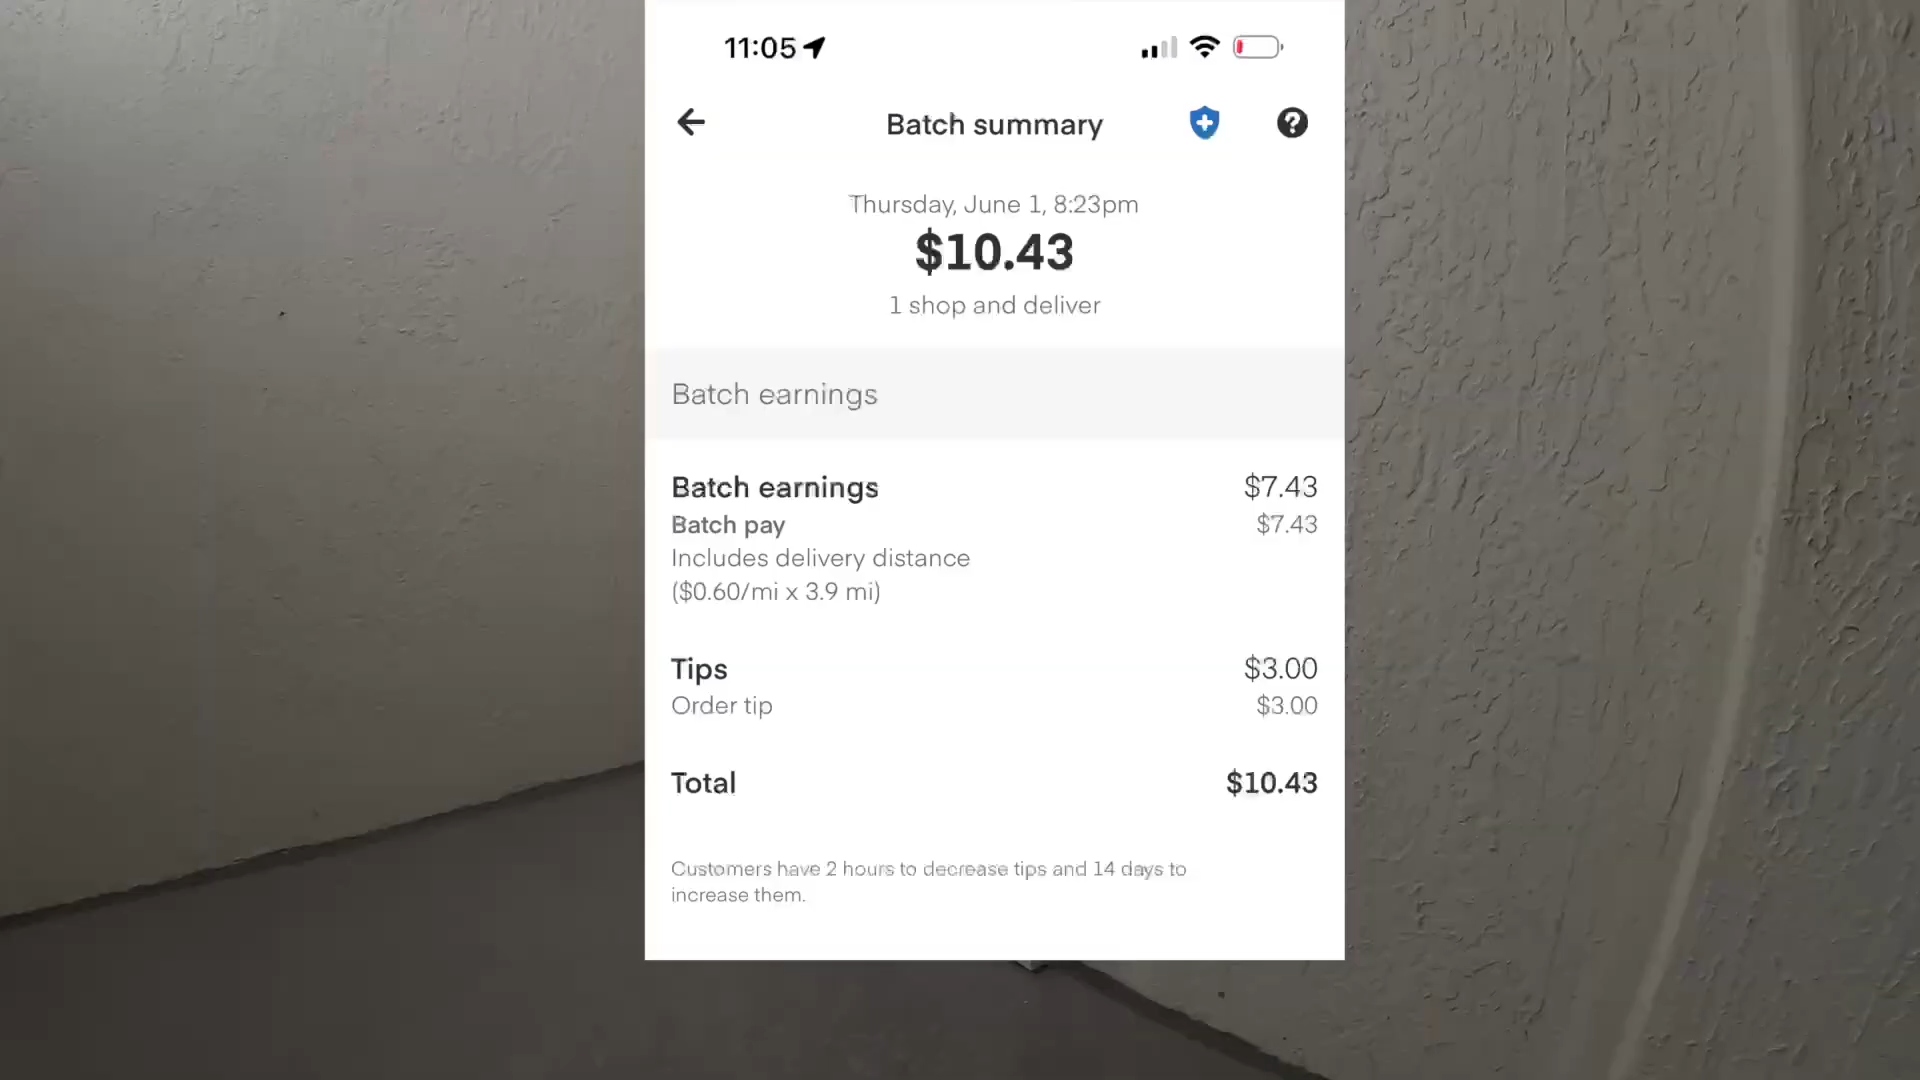 11:05
Batch summary
Thursday, June 1, 8:23pm
$10.43
1 shop and deliver
Batch earnings
Batch earnings $7.43
Batch pay $7.43
Includes delivery distance
($0.60/mi x 3.9 mi)
Tips $3.00
Order tip $3.00
Total $10.43
Customers have 2 hours to decrease tips and 14 days to
increase them.